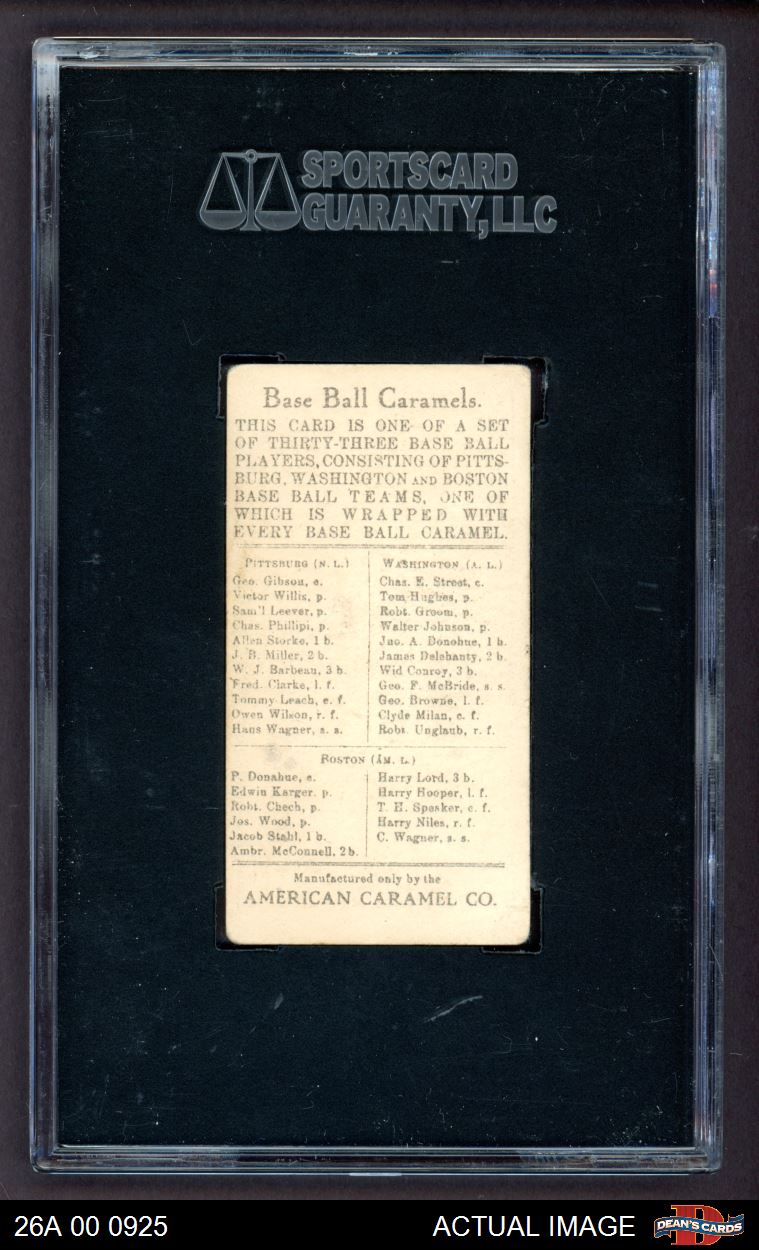 SPORTSCARD
GUARANTY, LLC
Base Ball Caramels.
THIS CARD IS ONE OF A SET
OF THIRTY-THREE BASE BALL
PLAYERS, CONSISTING OF PITTS-
BURG, WASHINGTON AND BOSTON
BASE BALL TEAMS, ONE OF
WHICH IS WRAPPED WITH
EVERY BASE BALL CARAMEL.
PITTSBURG (N. L.)
Geo. Gibson, c.
Victor Willis, p.
Sam'l Leever, p.
Chas. Phillipi, p.
Allen Storke, 1 b.
J. B. Miller, 2 b.
W. J. Barbeau, 3 b.
Fred. Clarke, l. f.
Tommy Leach, c. f.
Owen Wilson, r. f.
Hans Wagner, s. s.
WASHINGTON (A. L.)
Chas. E. Street, c.
Tom Hughes, p.
Robt. Groom, p.
Walter Johnson, p.
Jno. A. Donohue, 1 b.
James Delehanty, 2 b.
Wid Conroy, 3 b.
Geo. F. McBride, s. s.
Geo. Browne, l. f.
Clyde Milan, c. f.
Robt. Unglaub, r. f.
BOSTON (AM. L.)
P. Donahue, c.
Edwin Karger. p.
Robt. Chech, p.
Jos. Wood, p.
Jacob Stahl, 1 b.
Ambr. McConnell, 2 b.
Harry Lord, 3 b.
Harry Hooper, l. f.
T. H. Speaker, c. f.
Harry Niles, r. f.
C. Wagner, s. s.
Manufactured only by the
AMERICAN CARAMEL CO.
26A 00 0925
ACTUAL IMAGE
DEAN'S CARDS